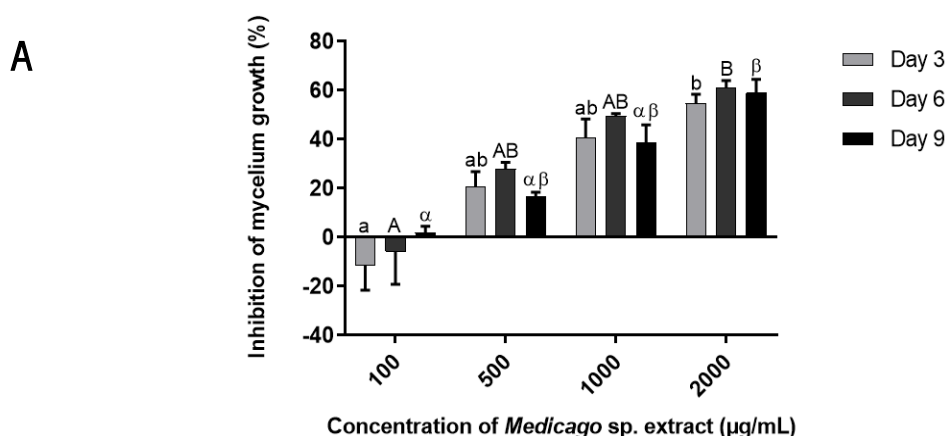 A
Inhibition of mycelium growth (%)
80
60
40
20
0
-20
-40
a A α
ab AB αβ
ab AB αβ
b B β
100 500 1000 2000
Concentration of Medicago sp. extract (µg/mL)
Day 3
Day 6
Day 9